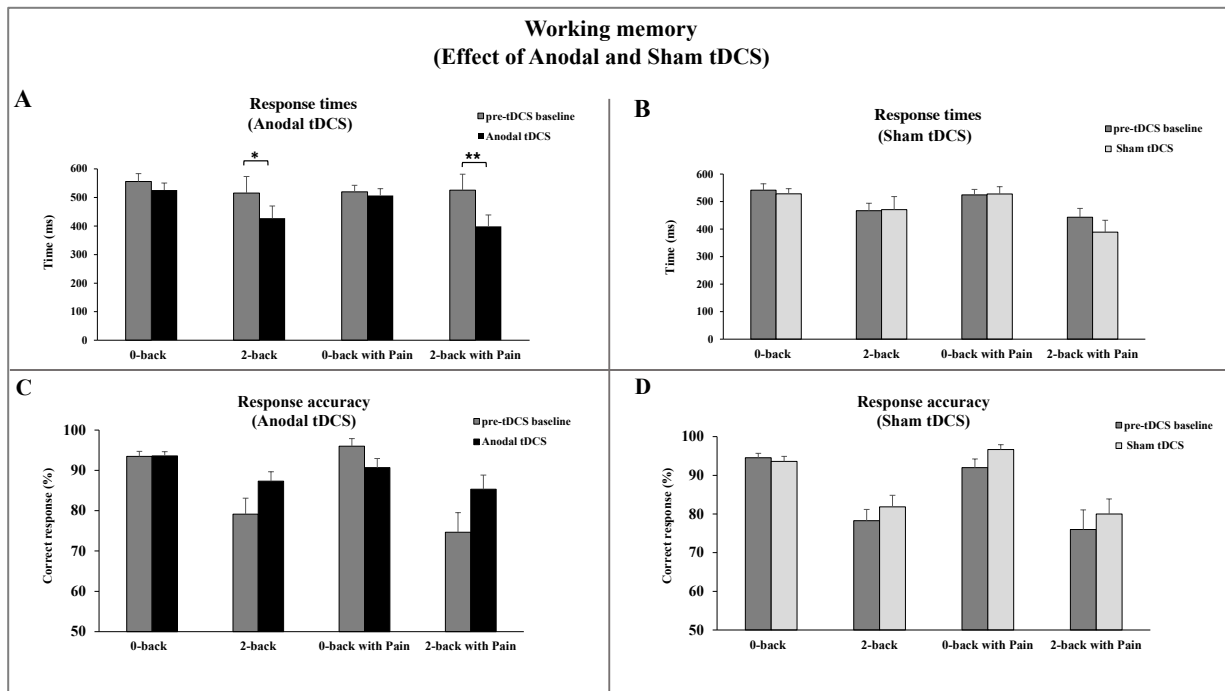 Working memory
(Effect of Anodal and Sham tDCS)
A
Response times
(Anodal tDCS)
pre-tDCS baseline
Anodal tDCS
*
**
Time (ms)
600
500
400
300
200
100
0
0-back
2-back
0-back with Pain
2-back with Pain
B
Response times
(Sham tDCS)
pre-tDCS baseline
Sham tDCS
Time (ms)
600
500
400
300
200
100
0
0-back
2-back
0-back with Pain
2-back with Pain
C
Response accuracy
(Anodal tDCS)
pre-tDCS baseline
Anodal tDCS
Correct response (%)
100
90
80
70
60
50
0-back
2-back
0-back with Pain
2-back with Pain
D
Response accuracy
(Sham tDCS)
pre-tDCS baseline
Sham tDCS
Correct response (%)
100
90
80
70
60
50
0-back
2-back
0-back with Pain
2-back with Pain